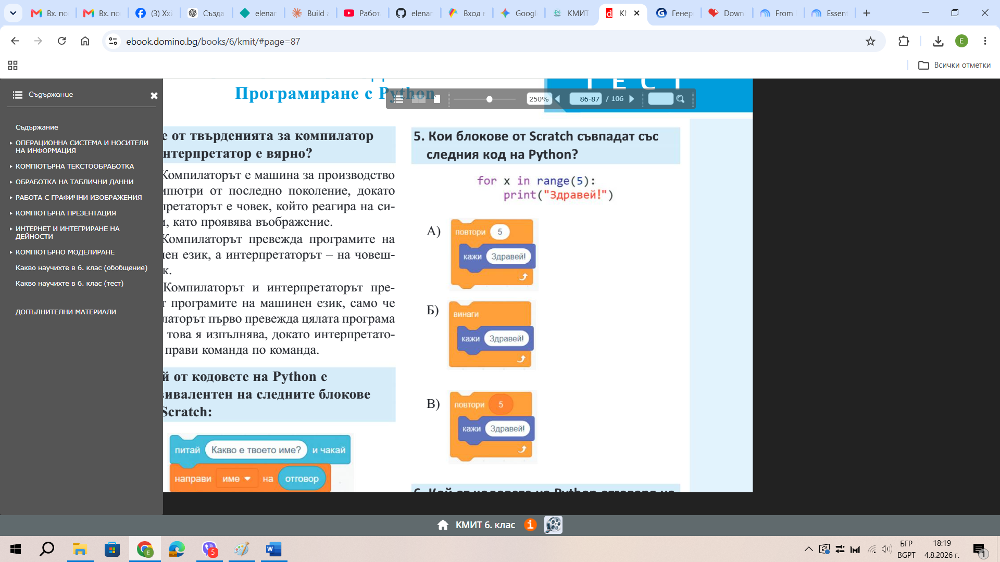 Вх. по
Вх. по
(3) Ххй
Създа
elenan
Build a
Работ
elenan
Вход в
Googl
КМИТ
КМ
Генер
Down
From
Essent
ebook.domino.bg/books/6/kmit/#page=87
E
Всички отметки
Съдържание
Съдържание
ОПЕРАЦИОННА СИСТЕМА И НОСИТЕЛИ
НА ИНФОРМАЦИЯ
КОМПЮТЪРНА ТЕКСТООБРАБОТКА
ОБРАБОТКА НА ТАБЛИЧНИ ДАННИ
РАБОТА С ГРАФИЧНИ ИЗОБРАЖЕНИЯ
КОМПЮТЪРНА ПРЕЗЕНТАЦИЯ
ИНТЕРНЕТ И ИНТЕГРИРАНЕ НА
ДЕЙНОСТИ
КОМПЮТЪРНО МОДЕЛИРАНЕ
Какво научихте в 6. клас (обобщение)
Какво научихте в 6. клас (тест)
ДОПЪЛНИТЕЛНИ МАТЕРИАЛИ
ТЕСТ
Програмиране с Python
250%
86-87 / 106
е от твърденията за компилатор
нтерпретатор е вярно?
Компилаторът е машина за производство
мпютри от последно поколение, докато
претаторът е човек, който реагира на си-
и, като проявява въображение.
Компилаторът превежда програмите на
нен език, а интерпретаторът – на човеш-
к.
Компилаторът и интерпретаторът пре-
т програмите на машинен език, само че
латорът първо превежда цялата програма
това я изпълнява, докато интерпретато-
прави команда по команда.
й от кодовете на Python е
вивалентен на следните блокове
Scratch:
питай Какво е твоето име? и чакай
направи име на отговор
5. Кои блокове от Scratch съвпадат със
следния код на Python?
for x in range(5):
print("Здравей!")
А)
повтори 5
кажи Здравей!
Б)
винаги
кажи Здравей!
В)
повтори 5
кажи Здравей!
6. Кой от кодовете на Python отговаря на
КМИТ 6. клас
5
E
БГР
BGPT
18:19
4.8.2026 г.
1